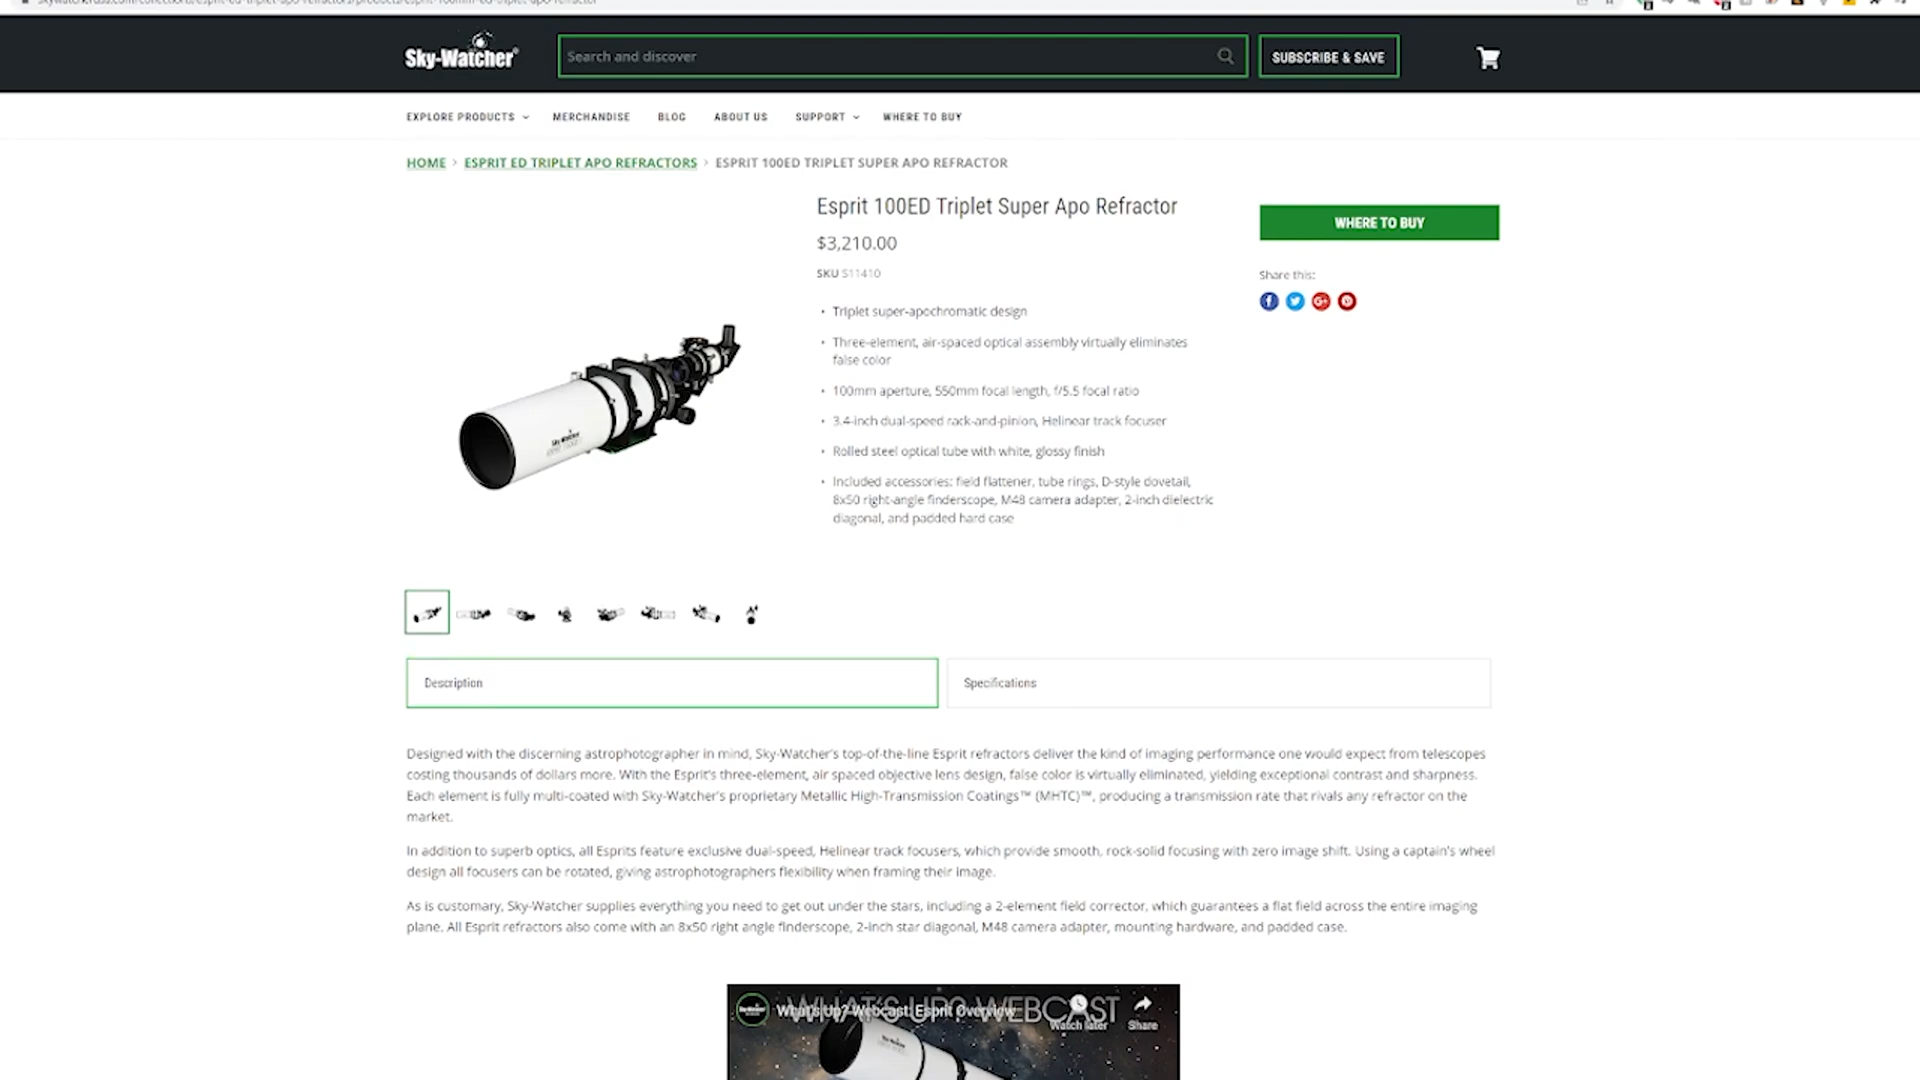 Sky-Watcher
Search and discover
SUBSCRIBE & SAVE
EXPLORE PRODUCTS
MERCHANDISE
BLOG
ABOUT US
SUPPORT
WHERE TO BUY
HOME › ESPRIT ED TRIPLET APO REFRACTORS › ESPRIT 100ED TRIPLET SUPER APO REFRACTOR
Esprit 100ED Triplet Super Apo Refractor
$3,210.00
SKU S11410
• Triplet super-apochromatic design
• Three-element, air-spaced optical assembly virtually eliminates
false color
• 100mm aperture, 550mm focal length, f/5.5 focal ratio
• 3.4-inch dual-speed rack-and-pinion, Helinear track focuser
• Rolled steel optical tube with white, glossy finish
• Included accessories: field flattener, tube rings, D-style dovetail,
8x50 right-angle finderscope, M48 camera adapter, 2-inch dielectric
diagonal, and padded hard case
WHERE TO BUY
Share this:
Sky-Watcher
Description
Specifications
Designed with the discerning astrophotographer in mind, Sky-Watcher's top-of-the-line Esprit refractors deliver the kind of imaging performance one would expect from telescopes
costing thousands of dollars more. With the Esprit's three-element, air spaced objective lens design, false color is virtually eliminated, yielding exceptional contrast and sharpness.
Each element is fully multi-coated with Sky-Watcher's proprietary Metallic High-Transmission Coatings™ (MHTC)™, producing a transmission rate that rivals any refractor on the
market.
In addition to superb optics, all Esprits feature exclusive dual-speed, Helinear track focusers, which provide smooth, rock-solid focusing with zero image shift. Using a captain's wheel
design all focusers can be rotated, giving astrophotographers flexibility when framing their image.
As is customary, Sky-Watcher supplies everything you need to get out under the stars, including a 2-element field corrector, which guarantees a flat field across the entire imaging
plane. All Esprit refractors also come with an 8x50 right angle finderscope, 2-inch star diagonal, M48 camera adapter, mounting hardware, and padded case.
WHAT'S UP? WEBCAST
What's Up? Webcast: Esprit Overview
Watch later
Share